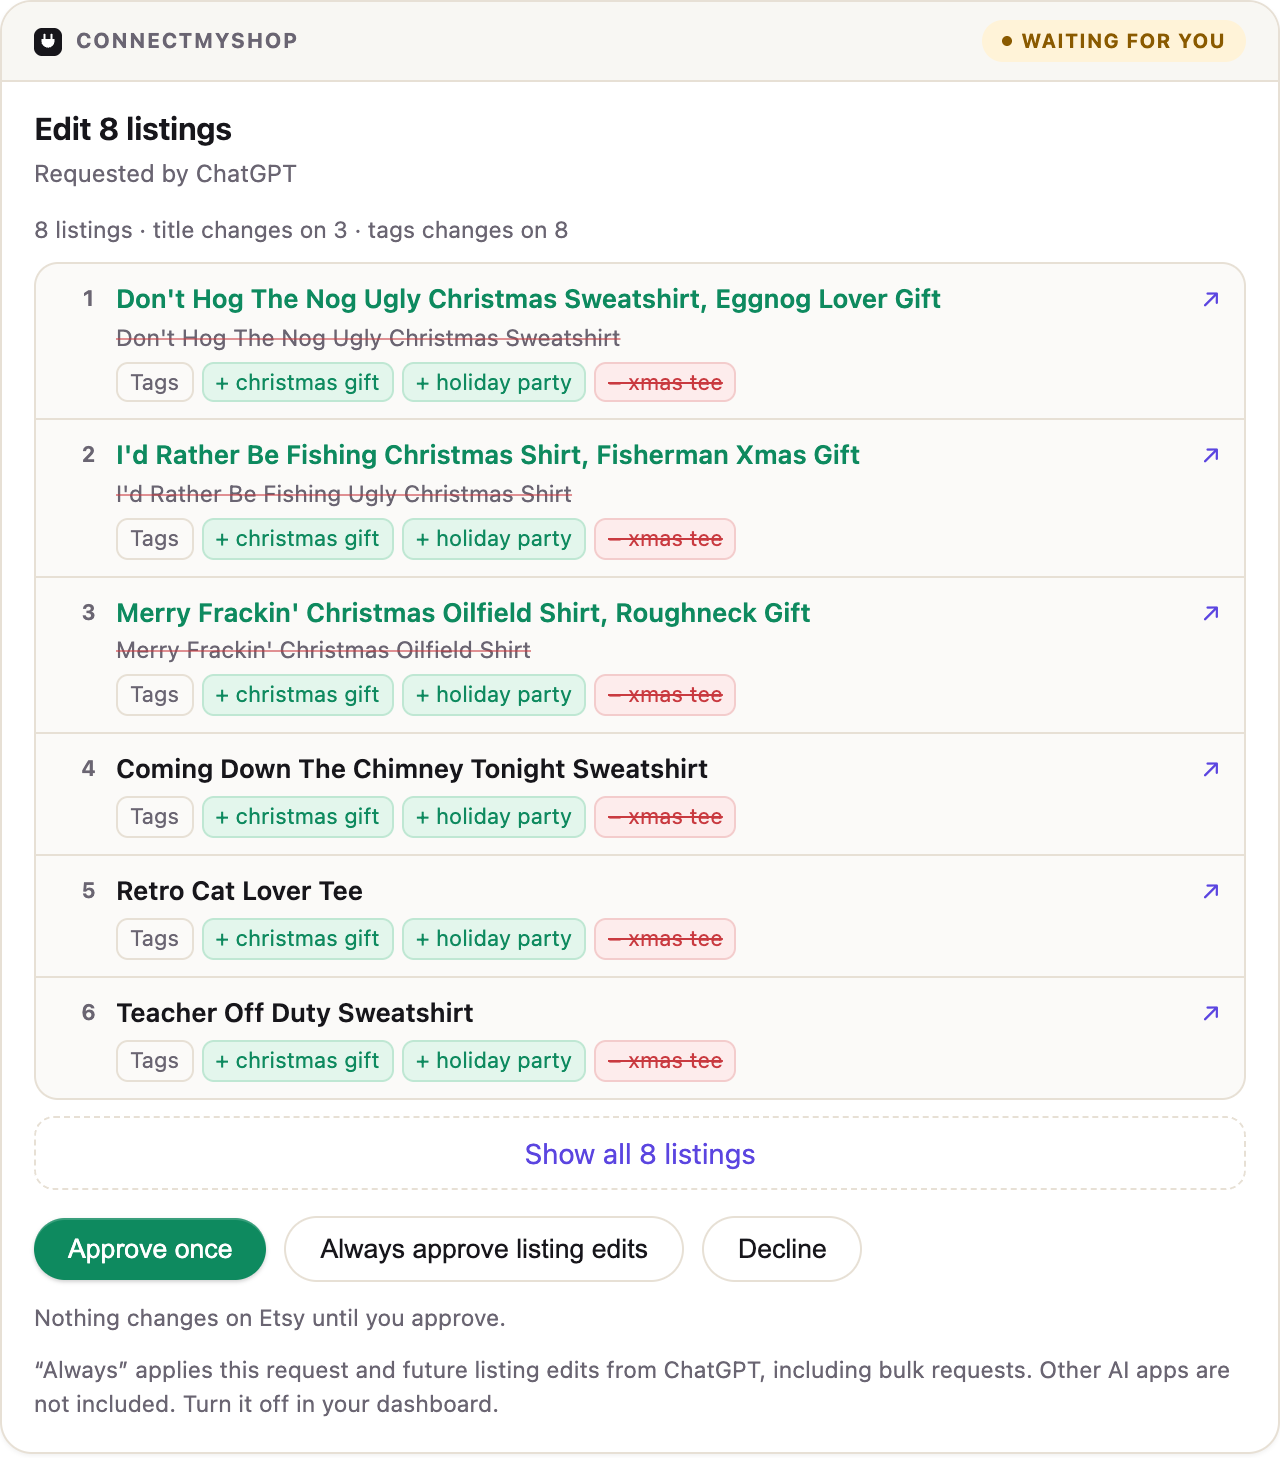 CONNECTMYSHOP
WAITING FOR YOU
Edit 8 listings
Requested by ChatGPT
8 listings · title changes on 3 · tags changes on 8
1 Don't Hog The Nog Ugly Christmas Sweatshirt, Eggnog Lover Gift
Don't Hog The Nog Ugly Christmas Sweatshirt
Tags + christmas gift + holiday party − xmas tee
2 I'd Rather Be Fishing Christmas Shirt, Fisherman Xmas Gift
I'd Rather Be Fishing Ugly Christmas Shirt
Tags + christmas gift + holiday party − xmas tee
3 Merry Frackin' Christmas Oilfield Shirt, Roughneck Gift
Merry Frackin' Christmas Oilfield Shirt
Tags + christmas gift + holiday party − xmas tee
4 Coming Down The Chimney Tonight Sweatshirt
Tags + christmas gift + holiday party − xmas tee
5 Retro Cat Lover Tee
Tags + christmas gift + holiday party − xmas tee
6 Teacher Off Duty Sweatshirt
Tags + christmas gift + holiday party − xmas tee
Show all 8 listings
Approve once
Always approve listing edits
Decline
Nothing changes on Etsy until you approve.
“Always” applies this request and future listing edits from ChatGPT, including bulk requests. Other AI apps are
not included. Turn it off in your dashboard.